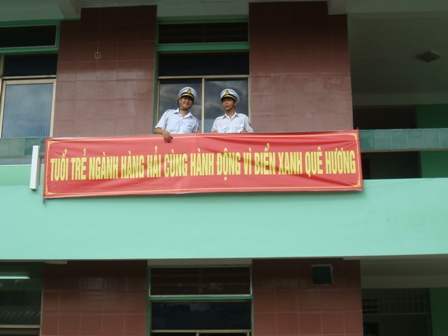 TUỔI TRẺ NGÀNH HÀNG HẢI CÙNG HÀNH ĐỘNG VÌ BIỂN XANH QUÊ HƯƠNG